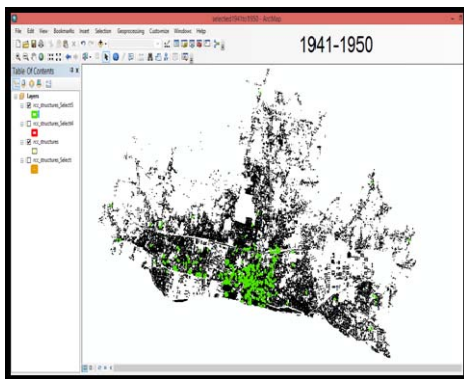 selected1941to1950 - ArcMap
File Edit View Bookmarks Insert Selection Geoprocessing Customize Windows Help
1941-1950
Table Of Contents
Layers
rcc_structures_Select5
rcc_structures_Select4
rcc_structures
rcc_structures_Select